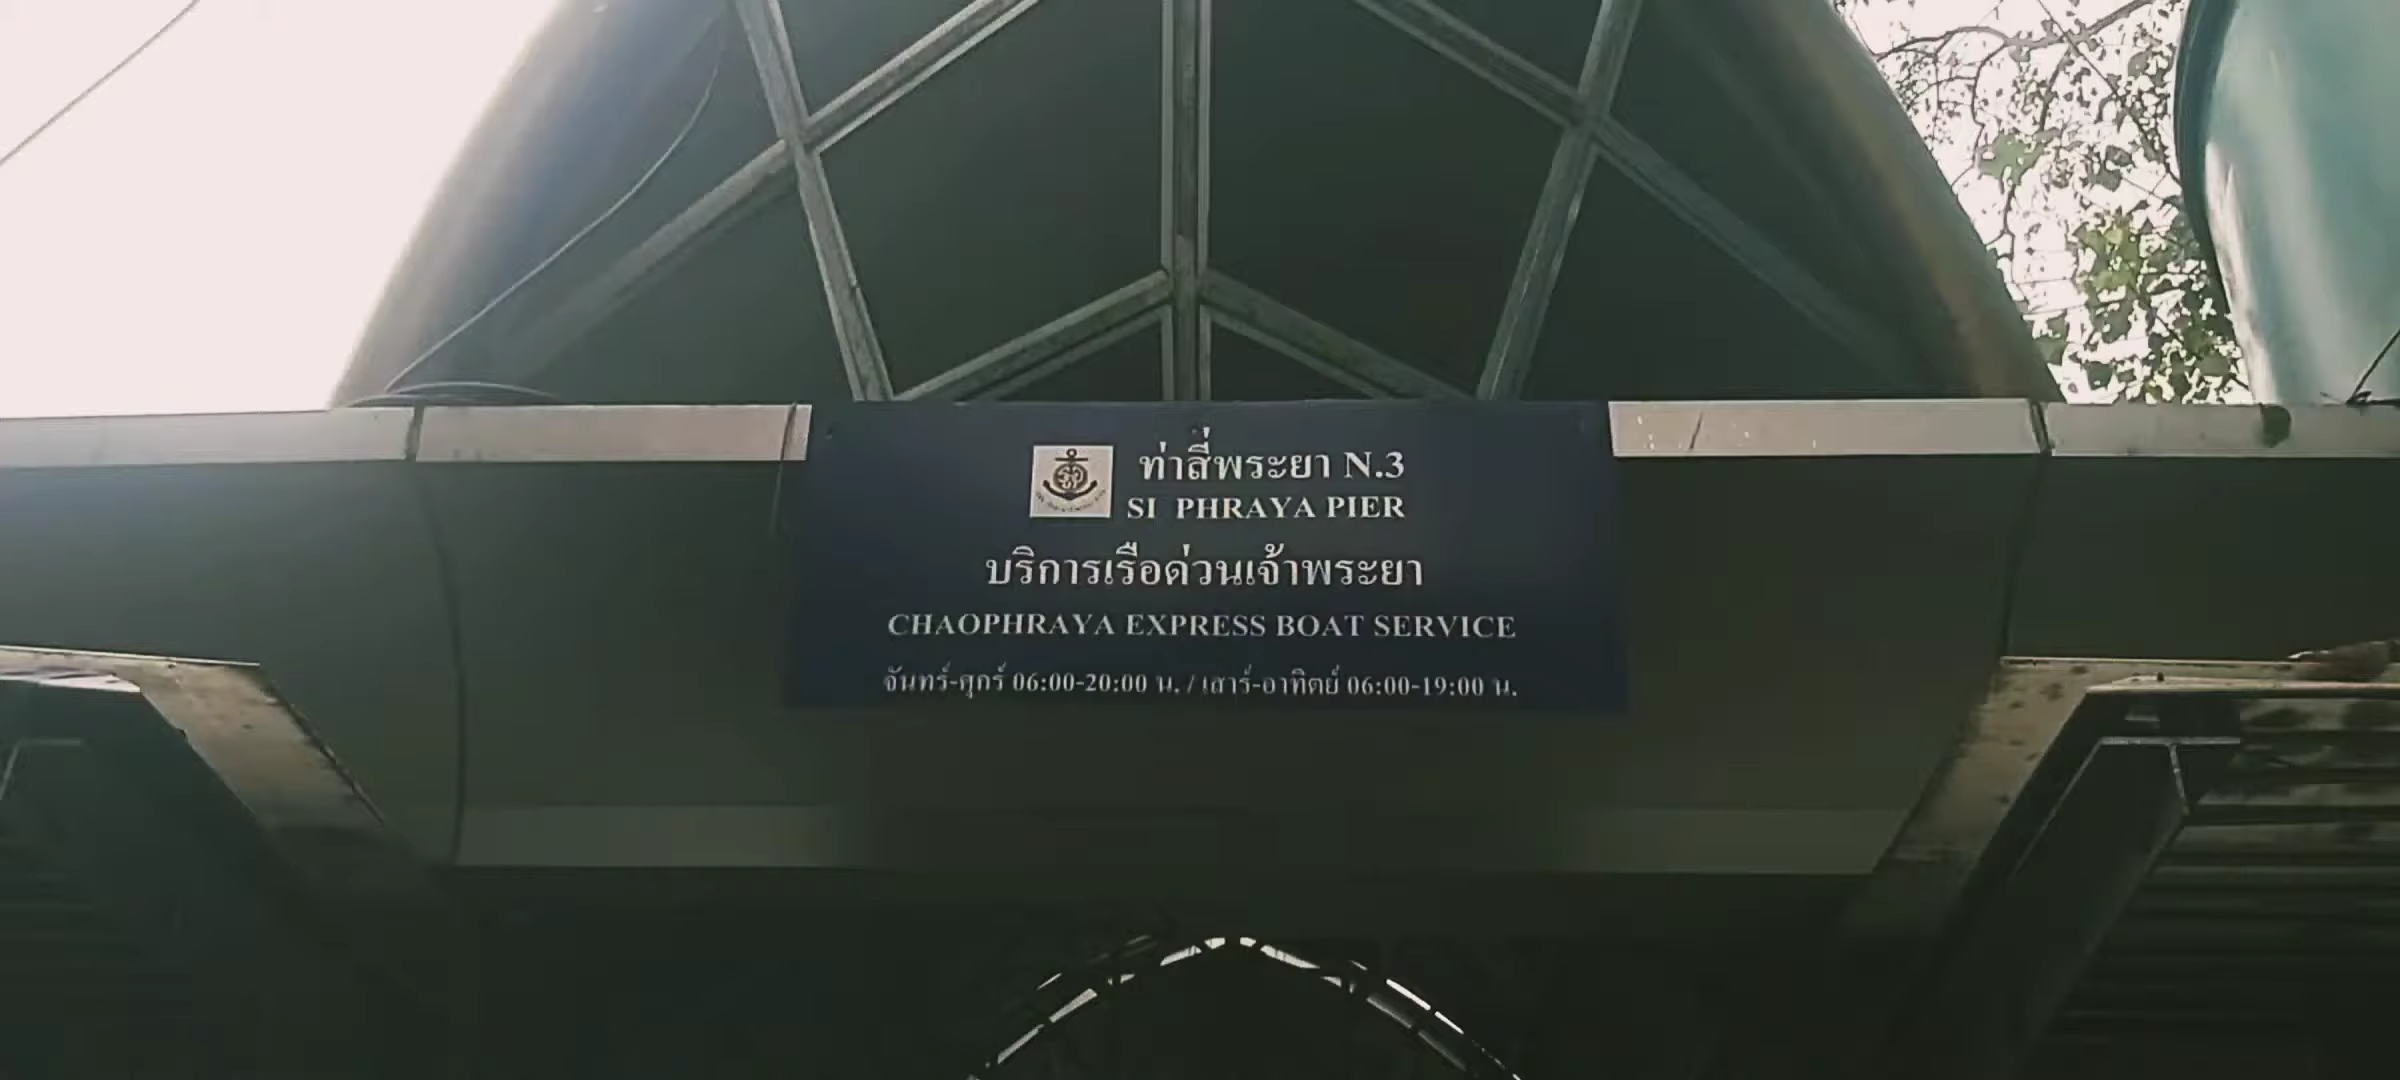 ท่าสี่พระยา N.3
SI PHRAYA PIER
บริการเรือด่วนเจ้าพระยา
CHAOPHRAYA EXPRESS BOAT SERVICE
จันทร์-ศุกร์ 06:00-20:00 น. / เสาร์-อาทิตย์ 06:00-19:00 น.